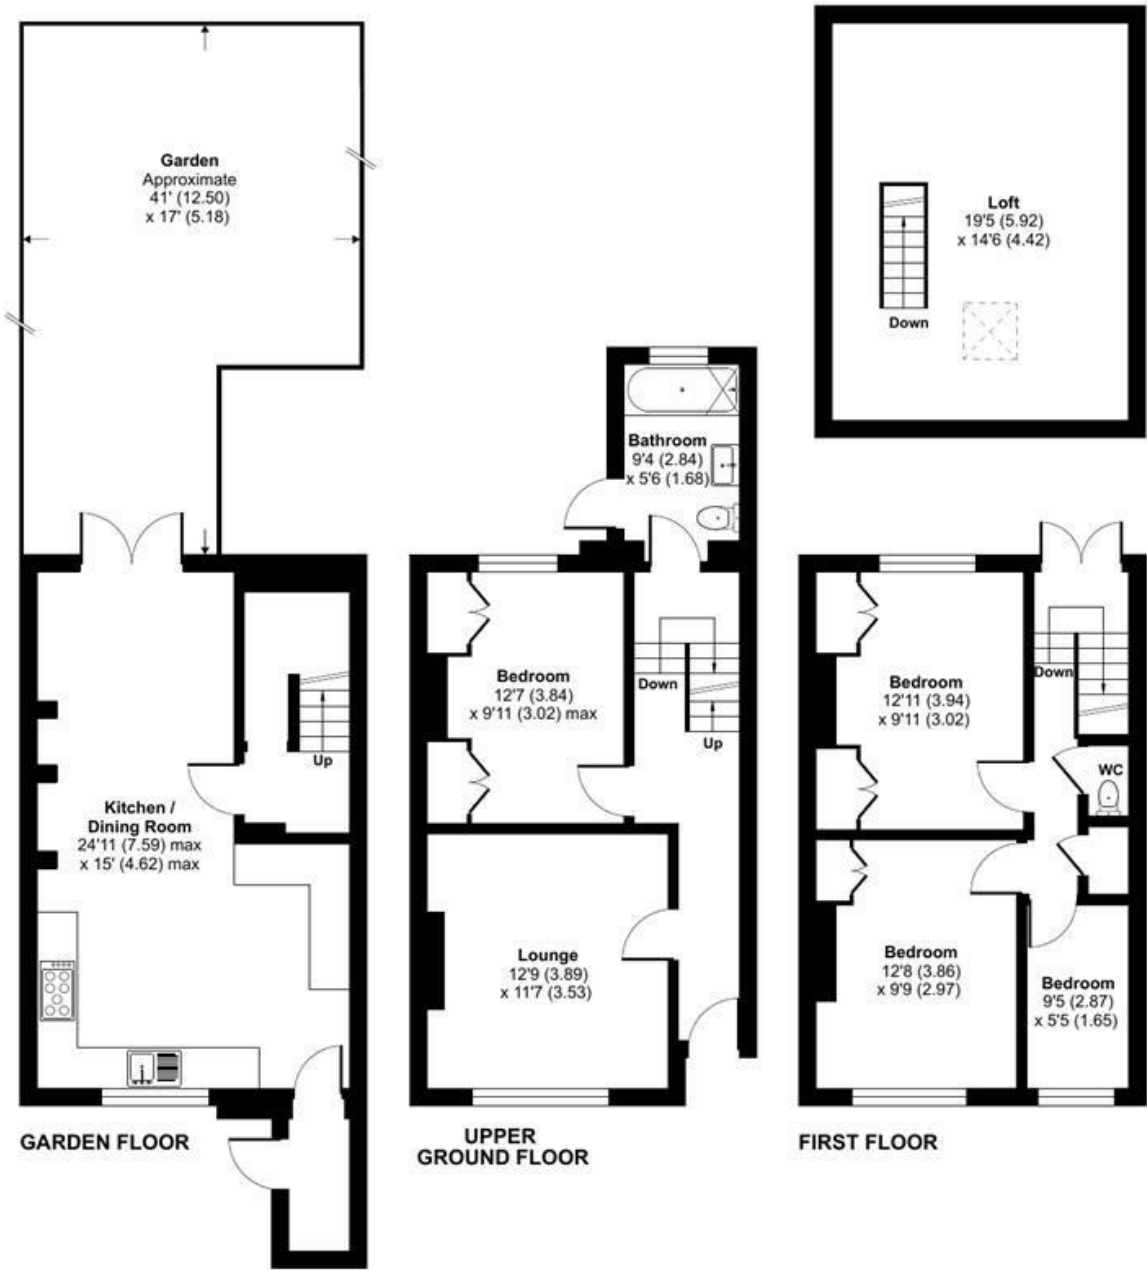 Garden
Approximate
41' (12.50)
x 17' (5.18)
Loft
19'5 (5.92)
x 14'6 (4.42)
Down
Bathroom
9'4 (2.84)
x 5'6 (1.68)
Up
Kitchen /
Dining Room
24'11 (7.59) max
x 15' (4.62) max
GARDEN FLOOR
Bedroom
12'7 (3.84)
x 9'11 (3.02) max
Down
Up
Lounge
12'9 (3.89)
x 11'7 (3.53)
UPPER
GROUND FLOOR
Bedroom
12'11 (3.94)
x 9'11 (3.02)
Down
WC
Bedroom
12'8 (3.86)
x 9'9 (2.97)
Bedroom
9'5 (2.87)
x 5'5 (1.65)
FIRST FLOOR